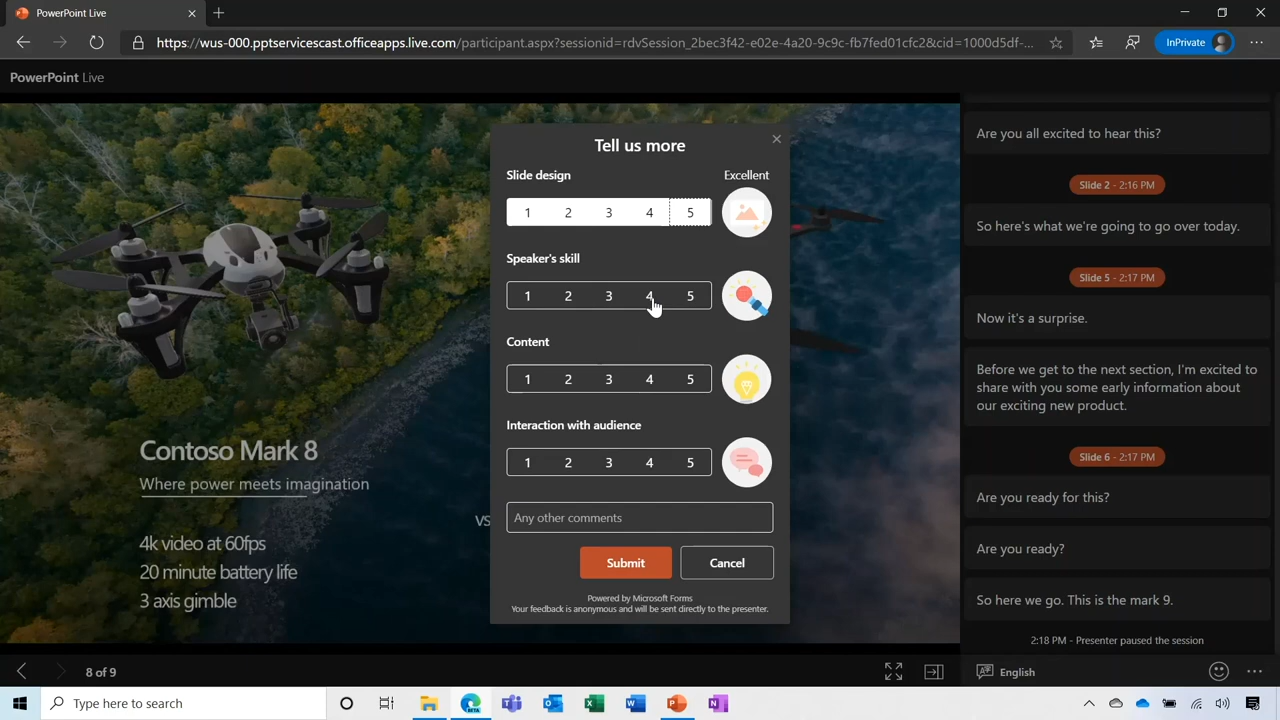 PowerPoint Live
https://wus-000.pptservicescast.officeapps.live.com/participant.aspx?sessionid=rdvSession_2bec3f42-e02e-4a20-9c9c-fb7fed01cfc2&cid=1000d5df-...
InPrivate
PowerPoint Live
Contoso Mark 8
Where power meets imagination
4k video at 60fps
20 minute battery life
3 axis gimble
VS
Tell us more
Slide design
Excellent
1 2 3 4 5
Speaker's skill
1 2 3 4 5
Content
1 2 3 4 5
Interaction with audience
1 2 3 4 5
Any other comments
Submit
Cancel
Powered by Microsoft Forms
Your feedback is anonymous and will be sent directly to the presenter.
Are you all excited to hear this?
Slide 2 - 2:16 PM
So here's what we're going to go over today.
Slide 5 - 2:17 PM
Now it's a surprise.
Before we get to the next section, I'm excited to
share with you some early information about
our exciting new product.
Slide 6 - 2:17 PM
Are you ready for this?
Are you ready?
So here we go. This is the mark 9.
2:18 PM - Presenter paused the session
8 of 9
English
Type here to search